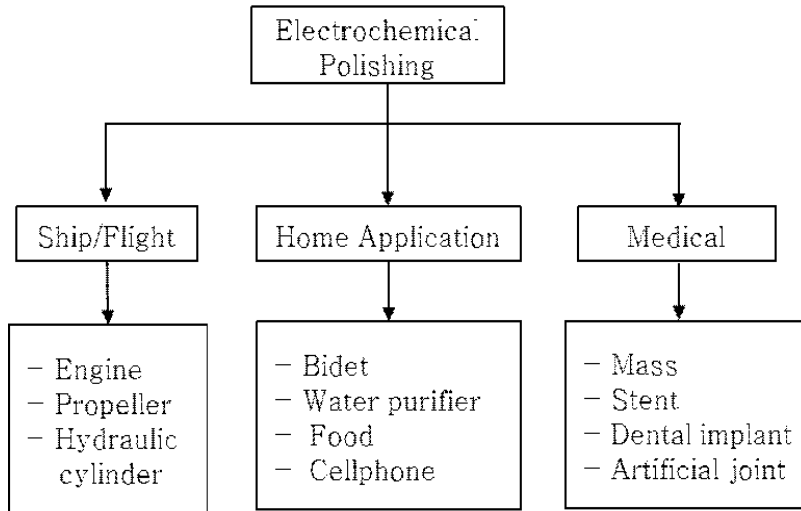 Electrochemical
Polishing
Ship/Flight
Home Application
Medical
- Engine
- Propeller
- Hydraulic
cylinder
- Bidet
- Water purifier
- Food
- Cellphone
- Mass
- Stent
- Dental implant
- Artificial joint